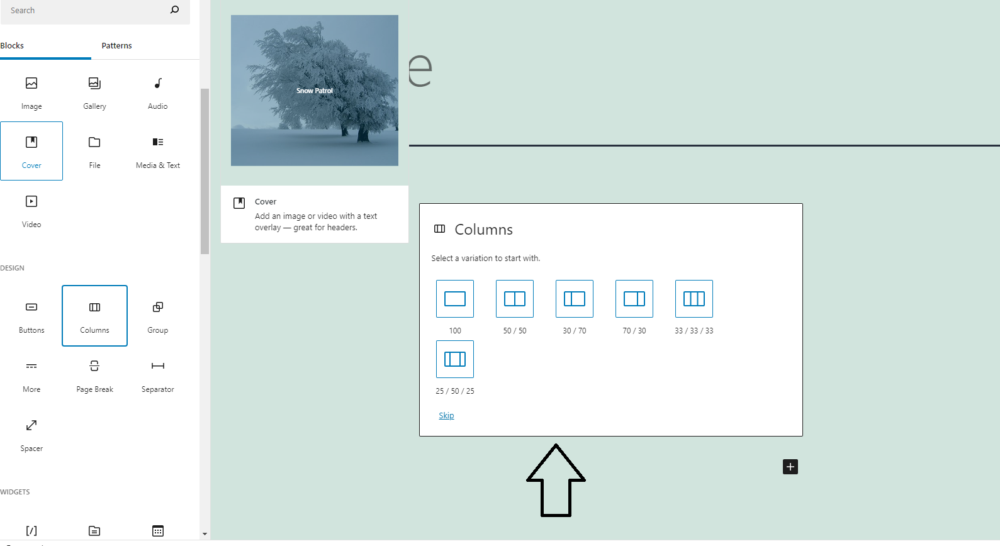 Search
Blocks
Patterns
Image
Gallery
Audio
Cover
File
Media & Text
Video
DESIGN
Buttons
Columns
Group
More
Page Break
Separator
Spacer
WIDGETS
Snow Patrol
e
Cover
Add an image or video with a text
overlay — great for headers.
Columns
Select a variation to start with.
100
50 / 50
30 / 70
70 / 30
33 / 33 / 33
25 / 50 / 25
Skip